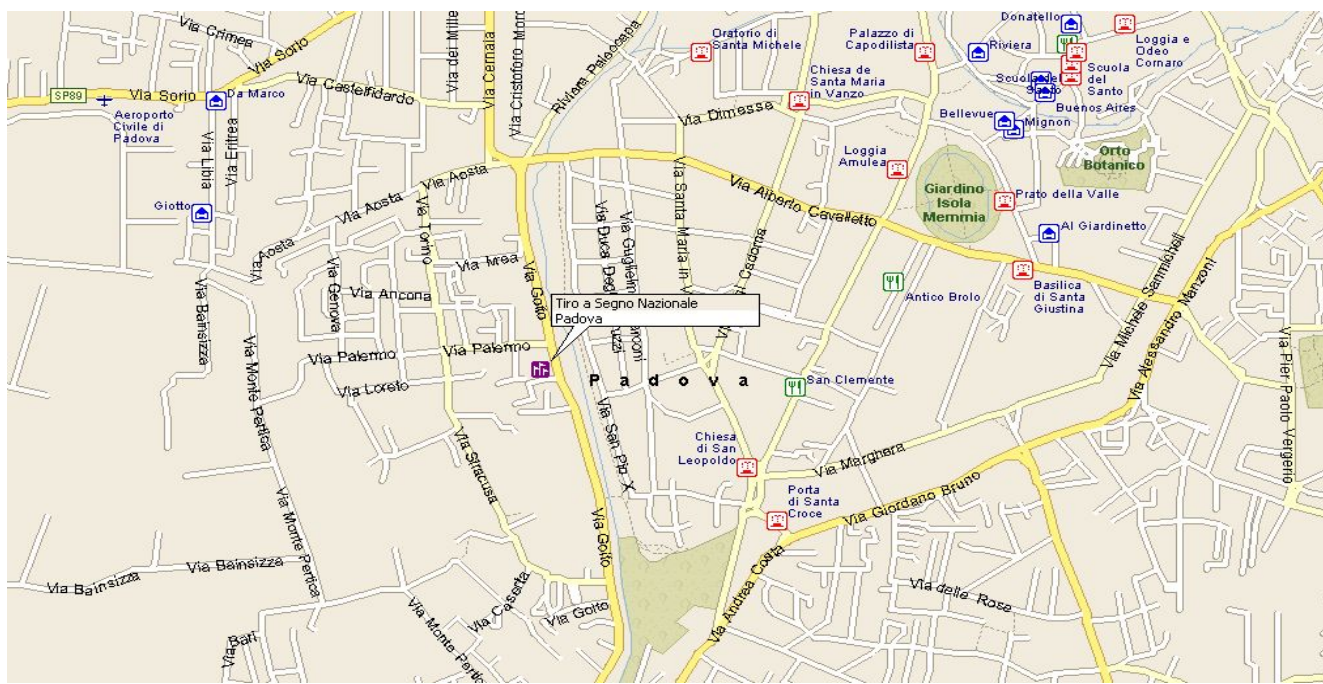 Donatello
Via Crimea
Via Sorio
Via dei Mille
Via Cernaia
Via Cristoforo Moro
Riviera Paleocapa
Oratorio di
Santa Michele
Palazzo di
Capodilista
Riviera
Loggia e
Odeo
Cornaro
Chiesa de
Santa Maria
in Vanzo
Scuola del
Santo
Scuola
del
Santo
SP89
Via Sorio
Da Marco
Via Castelfidardo
Buenos Aires
Aeroporto
Civile di
Padova
Via Dimesse
Bellevue
Mignon
Via Libia
Via Eritrea
Loggia
Amulea
Orto
Botanico
Via Aosta
Via Alberto Cavalletto
Giardino
Isola
Memmia
Prato della Valle
Giotto
Via Aosta
Via Torino
Via Santa Maria in V
Al Giardinetto
Via Aosta
Via Ivrea
Via Goito
Via Duca Deg
Via Guglielm
Cadorna
Basilica
di Santa
Giustina
Via Michele Sanmicheli
Via Alessandro Manzoni
Via Bainsizza
Via Genova
Via Ancona
Antico Brolo
Tiro a Segno Nazionale
Padova
ruzzi
arconi
Via Palermo
Via Palermo
Via Monte Pertica
Via Loreto
Padova
San Clemente
Via Pier Paolo Vergerio
Via San Pio X
Via Siracusa
Chiesa
di San
Leopoldo
Via Marghera
Porta
di Santa
Croce
Via Giordano Bruno
Via Monte Pertica
Via Goito
Via Bainsizza
Via Bainsizza
Via Andrea Costa
Via delle Rose
Via Caserta
Via Goito
Via Monte Pertic
Bari
Via